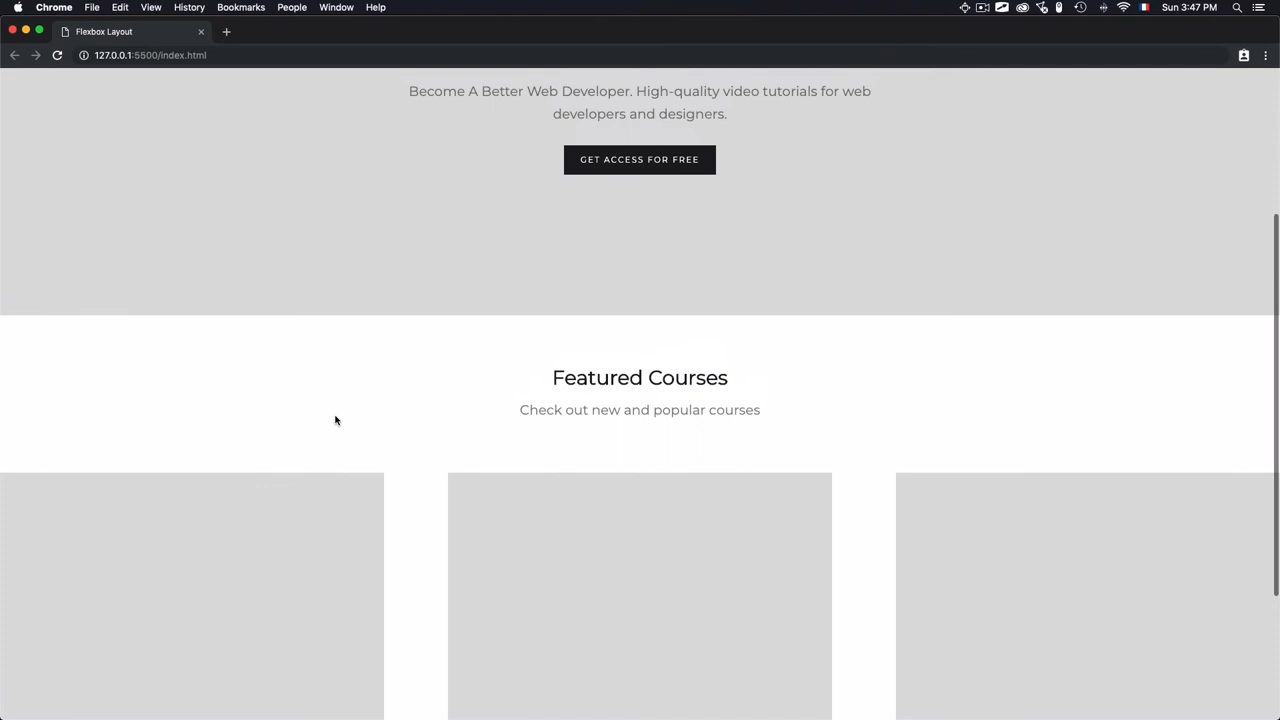 Chrome File Edit View History Bookmarks People Window Help Sun 3:47 PM
Flexbox Layout
127.0.0.1:5500/index.html
Become A Better Web Developer. High-quality video tutorials for web
developers and designers.
GET ACCESS FOR FREE
Featured Courses
Check out new and popular courses